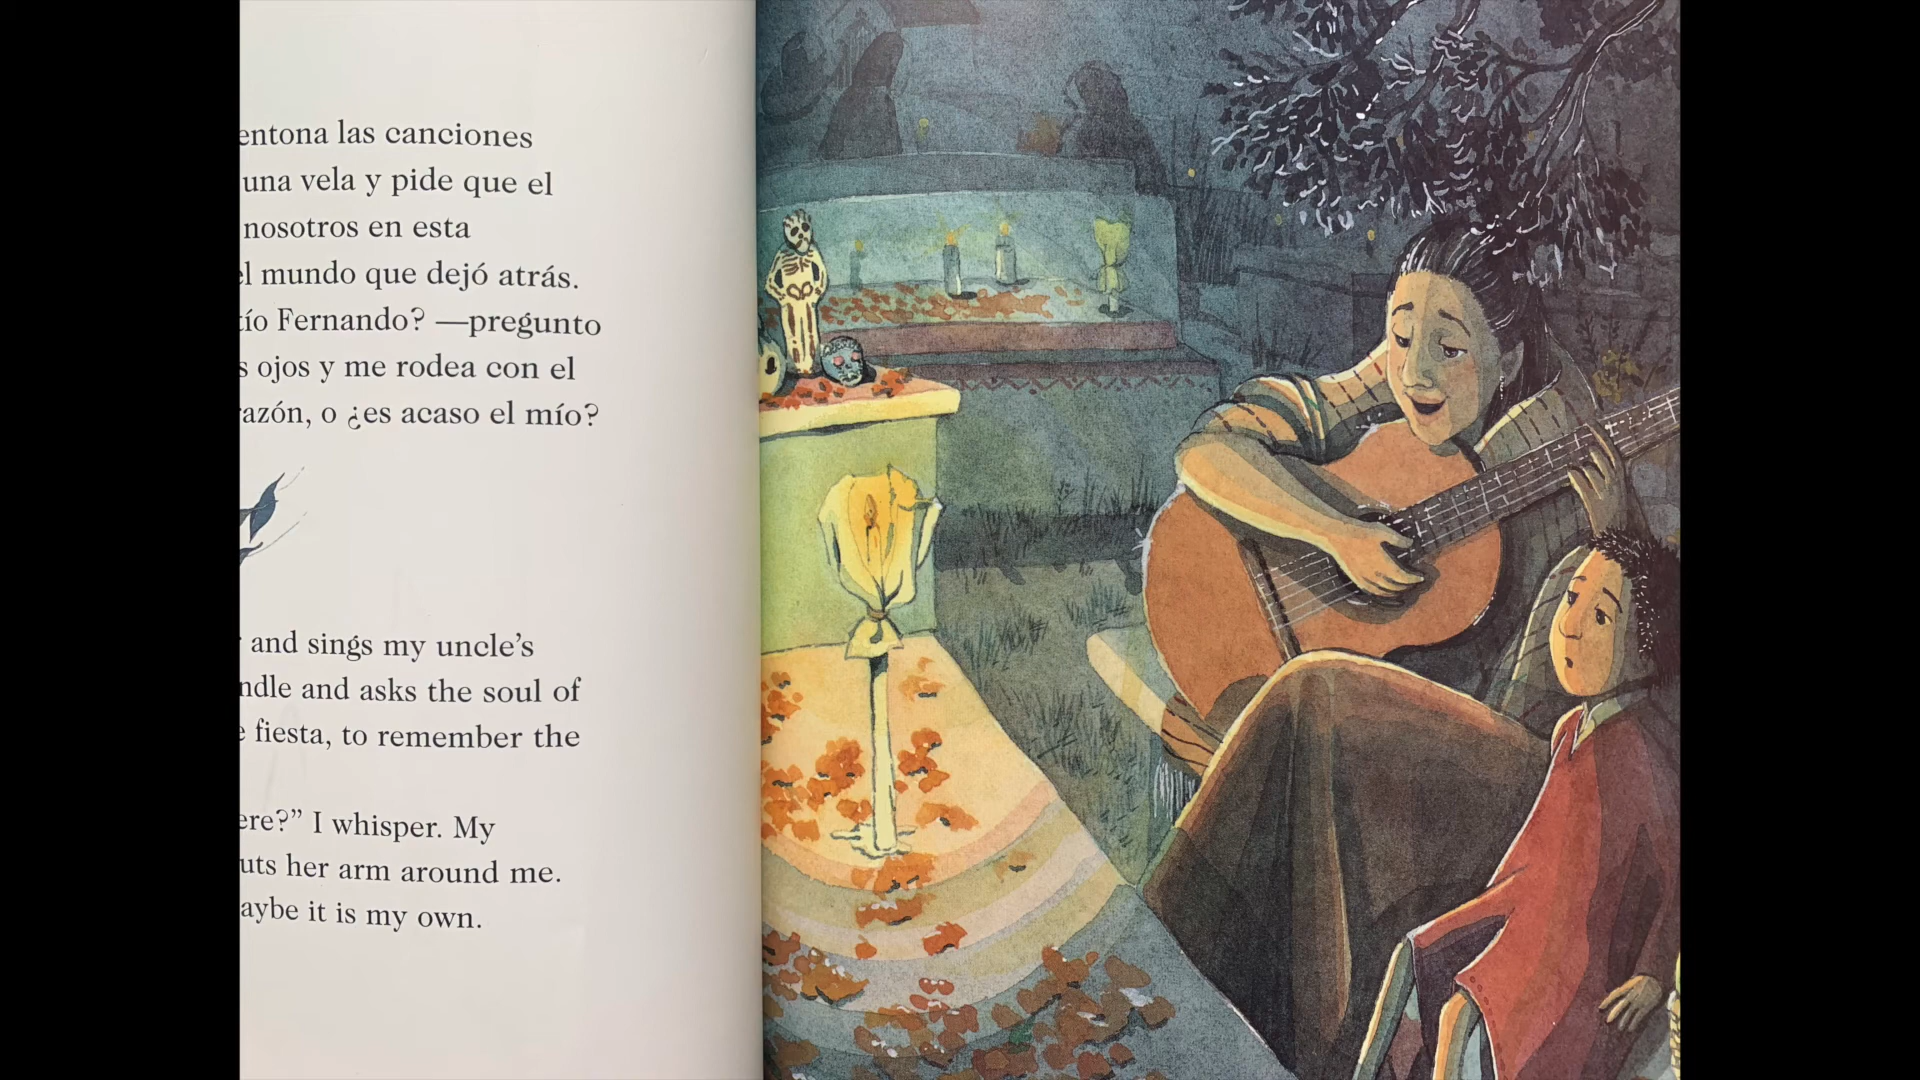 entona las canciones
una vela y pide que el
nosotros en esta
el mundo que dejó atrás.
tío Fernando? —pregunto
s ojos y me rodea con el
razón, o ¿es acaso el mío?
and sings my uncle’s
ndle and asks the soul of
e fiesta, to remember the
ere?” I whisper. My
uts her arm around me.
aybe it is my own.